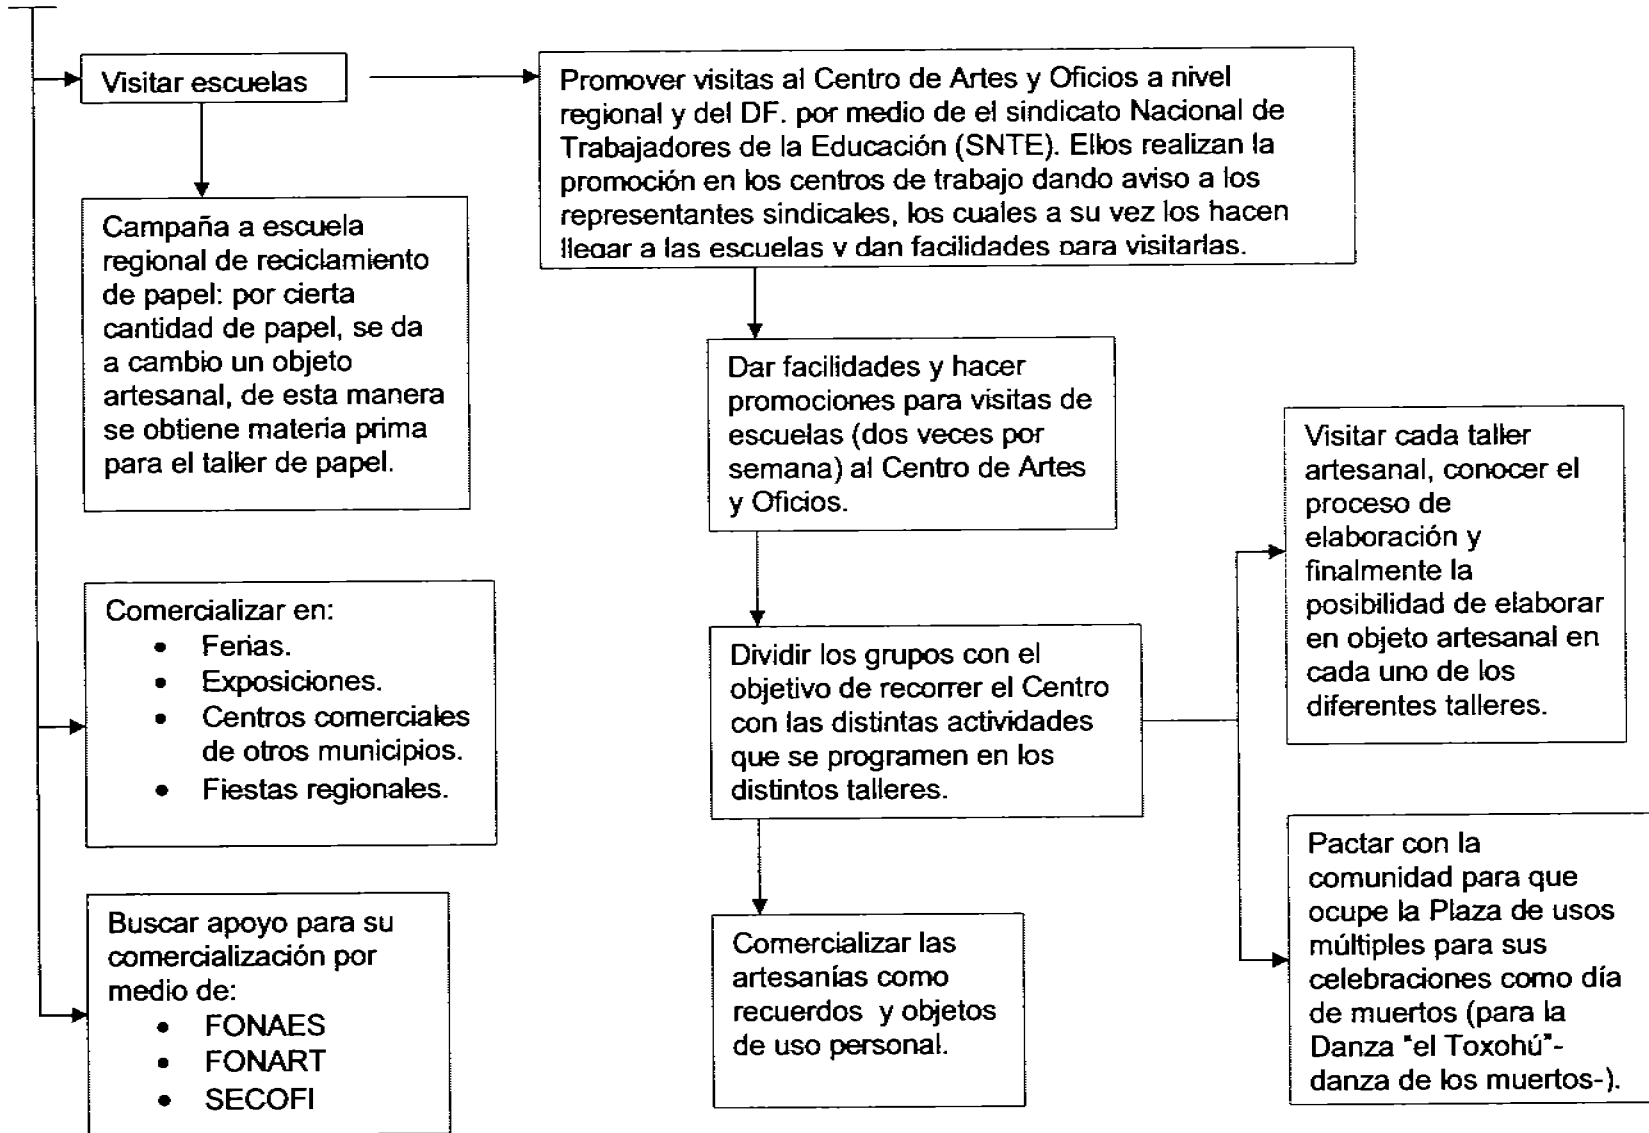 Visitar escuelas
Promover visitas al Centro de Artes y Oficios a nivel
regional y del DF. por medio de el sindicato Nacional de
Trabajadores de la Educación (SNTE). Ellos realizan la
promoción en los centros de trabajo dando aviso a los
representantes sindicales, los cuales a su vez los hacen
llegar a las escuelas y dan facilidades para visitarlas.
Campaña a escuela
regional de reciclamiento
de papel: por cierta
cantidad de papel, se da
a cambio un objeto
artesanal, de esta manera
se obtiene materia prima
para el taller de papel.
Dar facilidades y hacer
promociones para visitas de
escuelas (dos veces por
semana) al Centro de Artes
y Oficios.
Visitar cada taller
artesanal, conocer el
proceso de
elaboración y
finalmente la
posibilidad de elaborar
en objeto artesanal en
cada uno de los
diferentes talleres.
Comercializar en:
• Ferias.
• Exposiciones.
• Centros comerciales
de otros municipios.
• Fiestas regionales.
Dividir los grupos con el
objetivo de recorrer el Centro
con las distintas actividades
que se programen en los
distintos talleres.
Pactar con la
comunidad para que
ocupe la Plaza de usos
múltiples para sus
celebraciones como día
de muertos (para la
Danza "el Toxohú"-
danza de los muertos-).
Buscar apoyo para su
comercialización por
medio de:
• FONAES
• FONART
• SECOFI
Comercializar las
artesanías como
recuerdos y objetos
de uso personal.